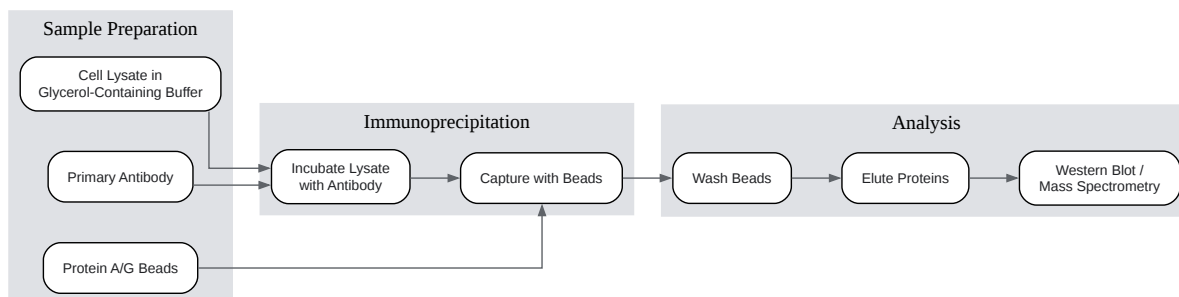 Sample Preparation
Cell Lysate in
Glycerol-Containing Buffer
Primary Antibody
Protein A/G Beads
Immunoprecipitation
Incubate Lysate
with Antibody
Capture with Beads
Analysis
Wash Beads
Elute Proteins
Western Blot /
Mass Spectrometry